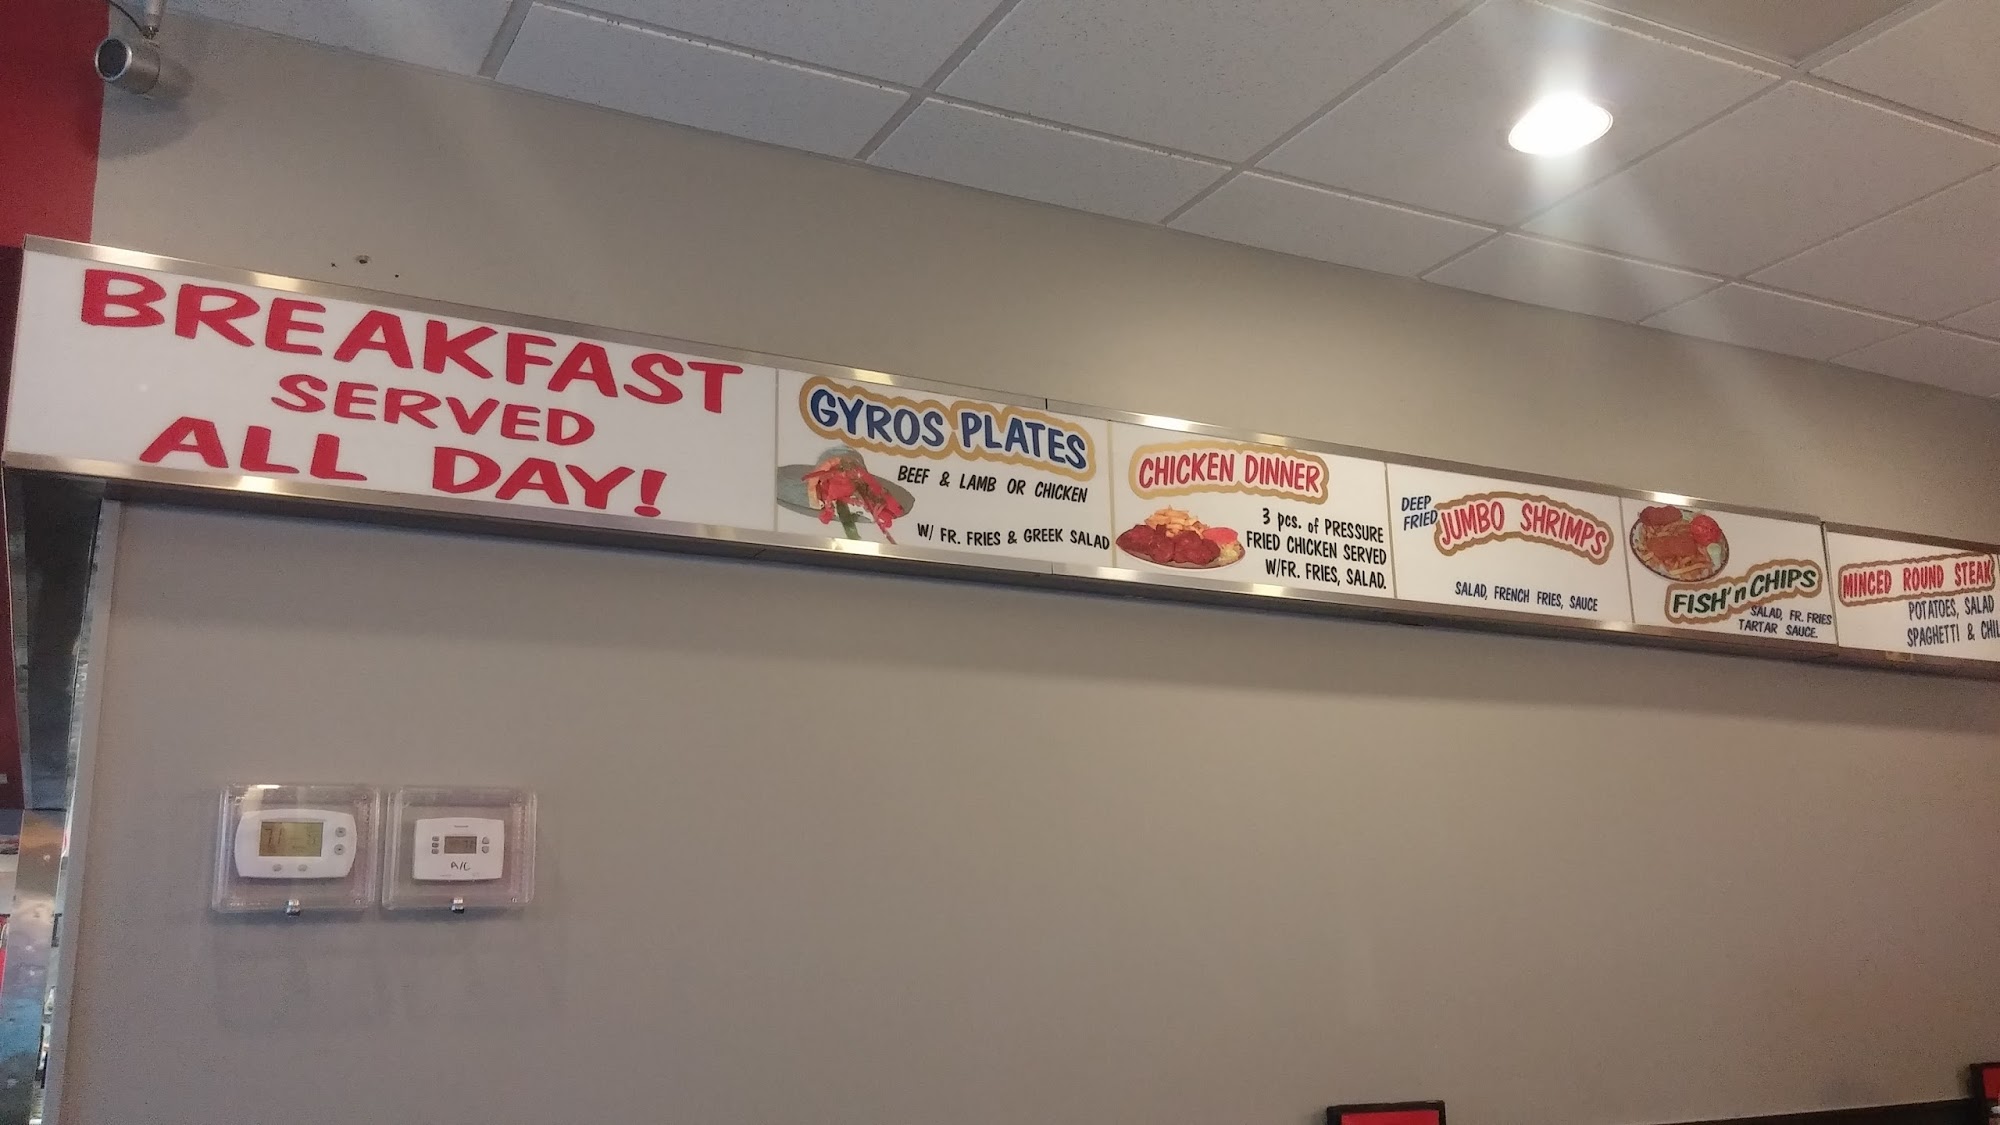 BREAKFAST
SERVED
ALL DAY!
GYROS PLATES
BEEF & LAMB OR CHICKEN
W/ FR. FRIES & GREEK SALAD
CHICKEN DINNER
3 pcs. of PRESSURE
FRIED CHICKEN SERVED
W/FR. FRIES, SALAD.
DEEP
FRIED
JUMBO SHRIMPS
SALAD, FRENCH FRIES, SAUCE
FISH'n CHIPS
SALAD, FR. FRIES
TARTAR SAUCE.
MINCED ROUND STEAK
POTATOES, SALAD
SPAGHETTI &
A/C